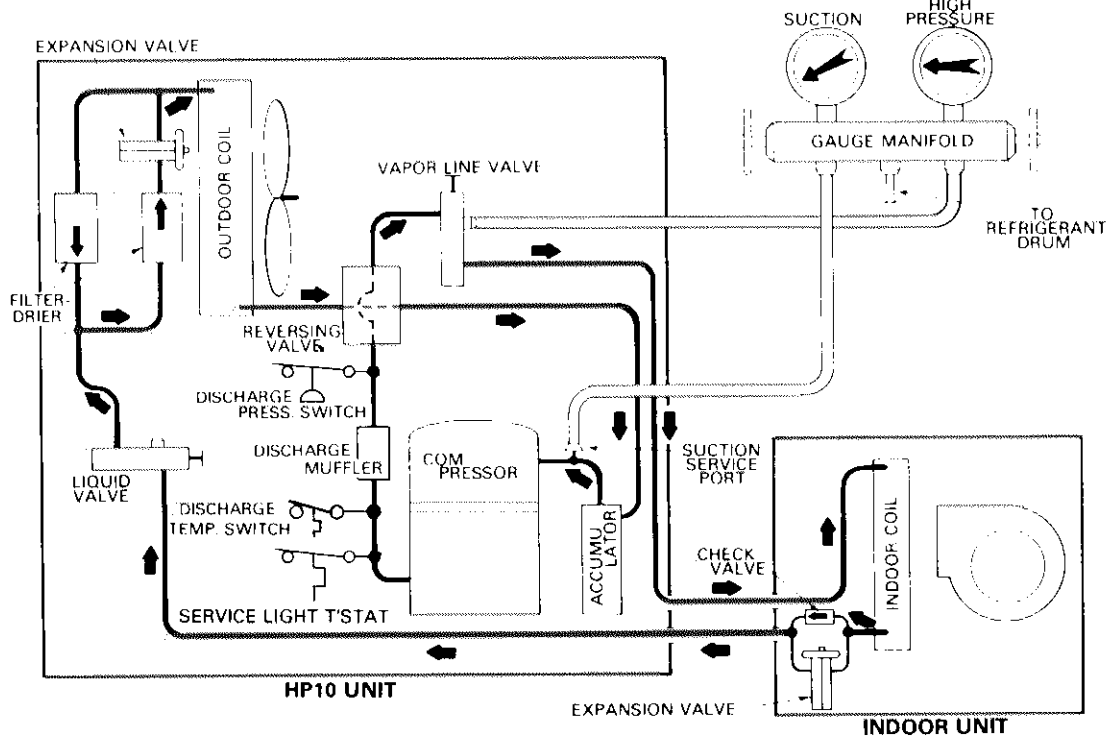 SUCTION
HIGH
PRESSURE
EXPANSION VALVE
GAUGE MANIFOLD
OUTDOOR COIL
VAPOR LINE VALVE
TO
REFRIGERANT
DRUM
FILTER-
DRIER
REVERSING
VALVE
DISCHARGE
PRESS. SWITCH
DISCHARGE
MUFFLER
COM
PRESSOR
SUCTION
SERVICE
PORT
LIQUID
VALVE
DISCHARGE
TEMP. SWITCH
ACCUMU
LATOR
CHECK
VALVE
INDOOR COIL
SERVICE LIGHT T'STAT
HP10 UNIT
EXPANSION VALVE
INDOOR UNIT